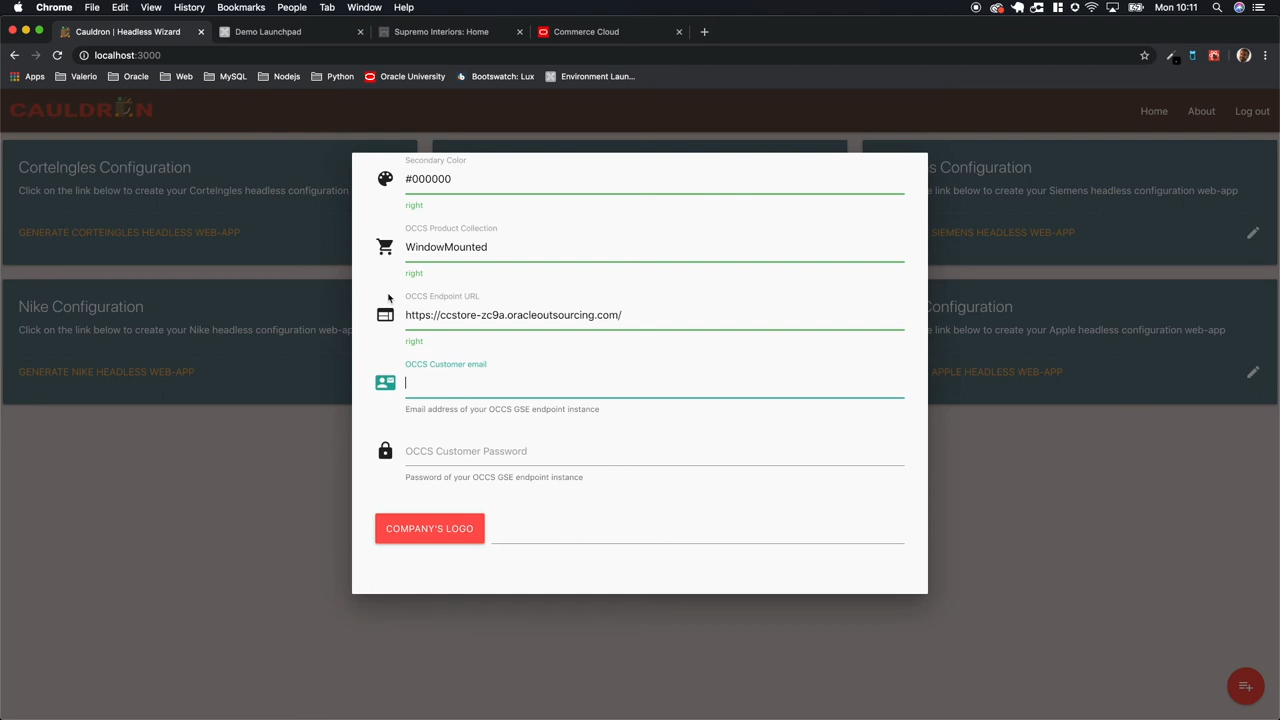 Chrome File Edit View History Bookmarks People Tab Window Help Mon 10:11
Cauldron | Headless Wizard Demo Launchpad Supremo Interiors: Home Commerce Cloud
localhost:3000
Apps Valerio Oracle Web MySQL Nodejs Python Oracle University Bootswatch: Lux Environment Laun...
CAULDRON Home About Log out
CorteIngles Configuration
Click on the link below to create your CorteIngles headless configuration
GENERATE CORTEINGLES HEADLESS WEB-APP
s Configuration
e link below to create your Siemens headless configuration web-app
SIEMENS HEADLESS WEB-APP
Nike Configuration
Click on the link below to create your Nike headless configuration web-ap
GENERATE NIKE HEADLESS WEB-APP
e link below to create your Apple headless configuration web-app
APPLE HEADLESS WEB-APP
Secondary Color
#000000
right
OCCS Product Collection
WindowMounted
right
OCCS Endpoint URL
https://ccstore-zc9a.oracleoutsourcing.com/
right
OCCS Customer email
Email address of your OCCS GSE endpoint instance
OCCS Customer Password
Password of your OCCS GSE endpoint instance
COMPANY'S LOGO